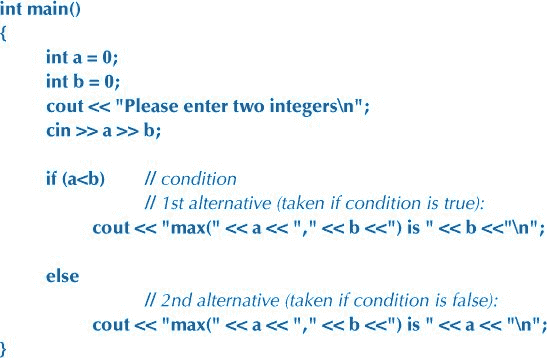 int main()
{
int a = 0;
int b = 0;
cout << "Please enter two integers\n";
cin >> a >> b;
if (a<b) // condition
// 1st alternative (taken if condition is true):
cout << "max(" << a << "," << b <<") is " << b <<"\n";
else
// 2nd alternative (taken if condition is false):
cout << "max(" << a << "," << b <<") is " << a << "\n";
}